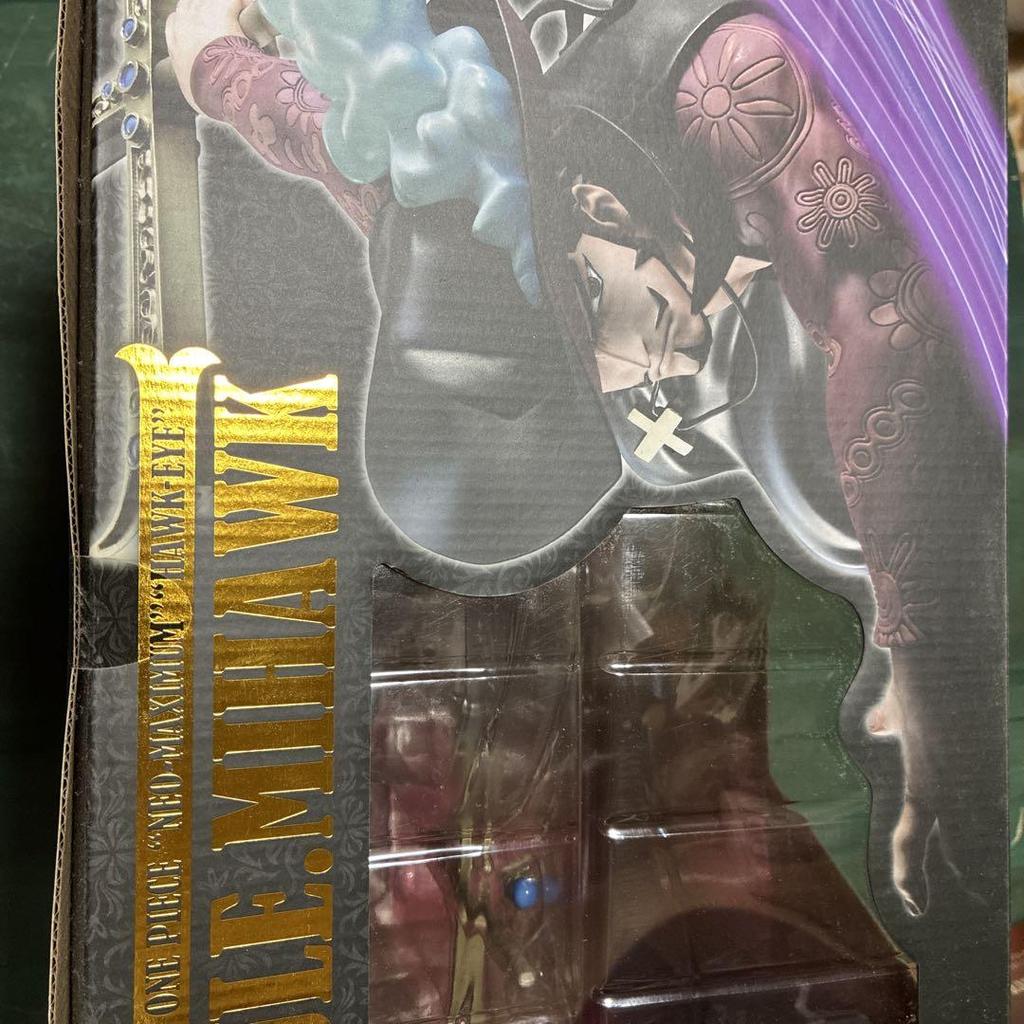 ONE PIECE "NEO-MAXIMUM" "HAWK-EYE"
ULE.MIHAWK